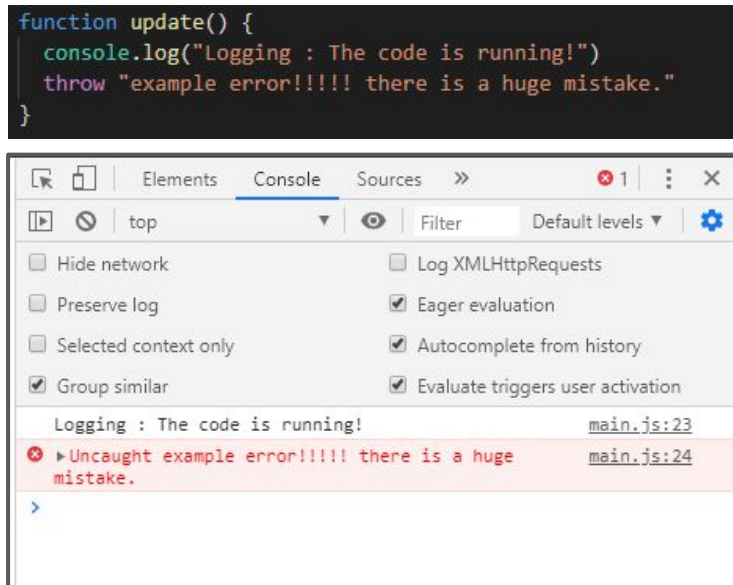 function update() {
console.log("Logging : The code is running!")
throw "example error!!!!! there is a huge mistake."
}
Elements Console Sources » 1
top Filter Default levels ▼
Hide network Log XMLHttpRequests
Preserve log Eager evaluation
Selected context only Autocomplete from history
Group similar Evaluate triggers user activation
Logging : The code is running! main.js:23
Uncaught example error!!!!! there is a huge main.js:24
mistake.
>